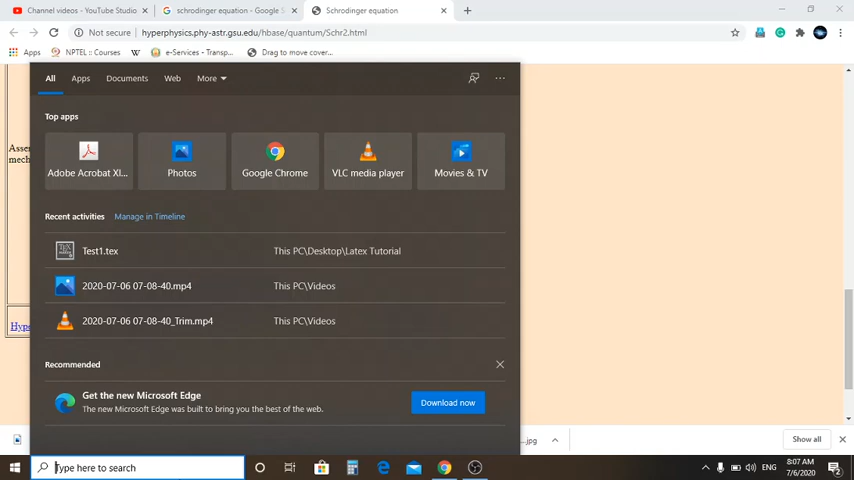 Channel videos - YouTube Studio
schrodinger equation - Google S
Schrodinger equation
Not secure
hyperphysics.phy-astr.gsu.edu/hbase/quantum/Schr2.html
Apps
NPTEL :: Courses
e-Services - Transp...
Drag to move cover...
All
Apps
Documents
Web
More
Top apps
Adobe Acrobat XI...
Photos
Google Chrome
VLC media player
Movies & TV
Recent activities
Manage in Timeline
Test1.tex
This PC\Desktop\Latex Tutorial
2020-07-06 07-08-40.mp4
This PC\Videos
2020-07-06 07-08-40_Trim.mp4
This PC\Videos
Recommended
Get the new Microsoft Edge
The new Microsoft Edge was built to bring you the best of the web.
Download now
Asser
mech
Hype
...jpg
Show all
Type here to search
ENG
8:07 AM
7/6/2020
2